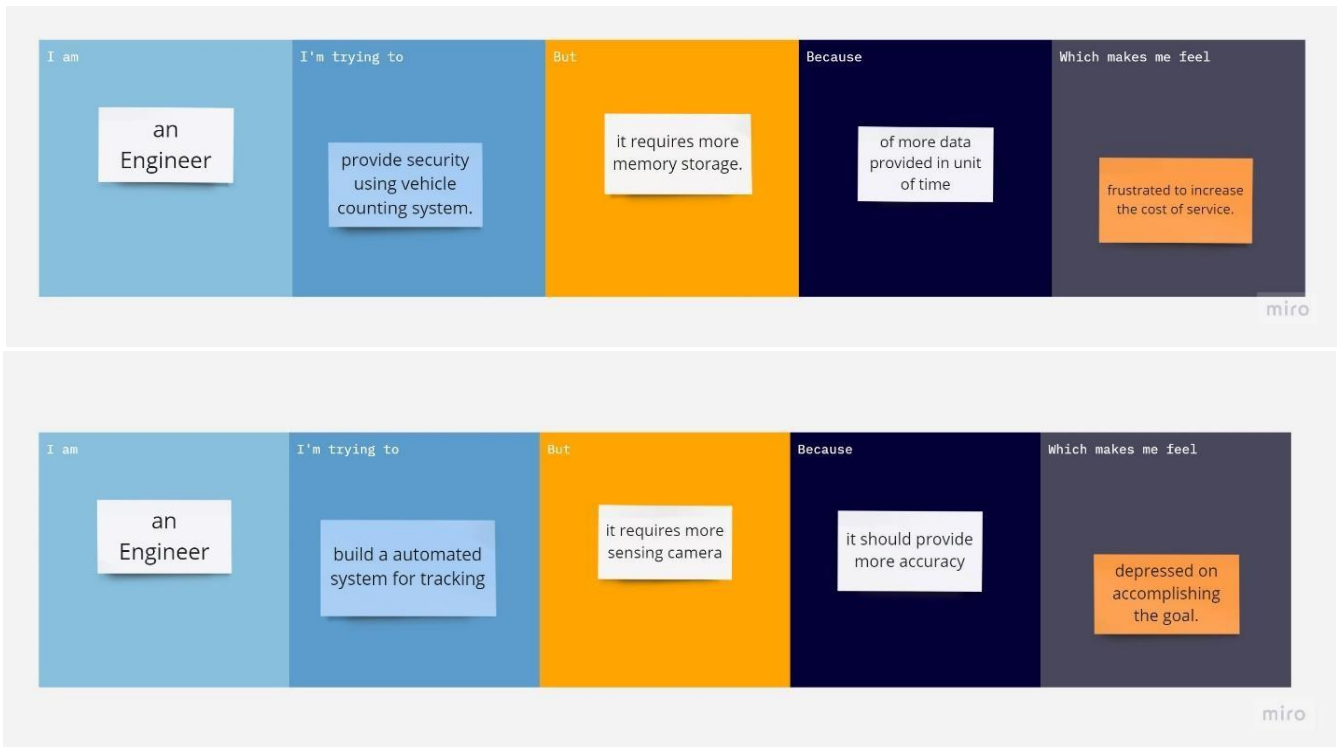 I am
I'm trying to
But
Because
Which makes me feel
an
Engineer
provide security
using vehicle
counting system.
it requires more
memory storage.
of more data
provided in unit
of time
frustrated to increase
the cost of service.
miro
I am
I'm trying to
But
Because
Which makes me feel
an
Engineer
build a automated
system for tracking
it requires more
sensing camera
it should provide
more accuracy
depressed on
accomplishing
the goal.
miro